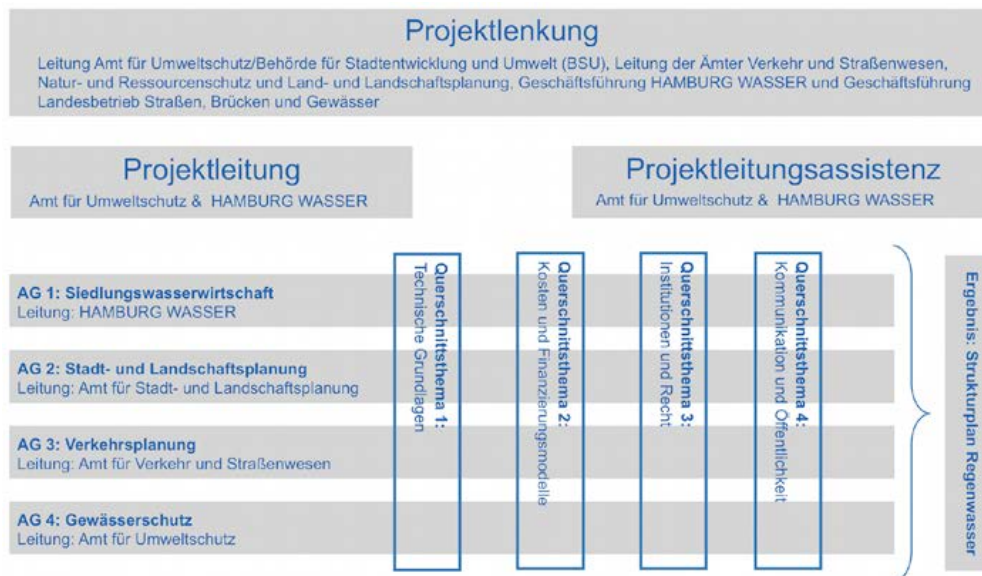 Projektlenkung
Leitung Amt für Umweltschutz/Behörde für Stadtentwicklung und Umwelt (BSU), Leitung der Ämter Verkehr und Straßenwesen,
Natur- und Ressourcenschutz und Land- und Landschaftsplanung, Geschäftsführung HAMBURG WASSER und Geschäftsführung
Landesbetrieb Straßen, Brücken und Gewässer
Projektleitung
Amt für Umweltschutz & HAMBURG WASSER
Projektleitungsassistenz
Amt für Umweltschutz & HAMBURG WASSER
AG 1: Siedlungswasserwirtschaft
Leitung: HAMBURG WASSER
AG 2: Stadt- und Landschaftsplanung
Leitung: Amt für Stadt- und Landschaftsplanung
AG 3: Verkehrsplanung
Leitung: Amt für Verkehr und Straßenwesen
AG 4: Gewässerschutz
Leitung: Amt für Umweltschutz
Querschnittsthema 1:
Technische Grundlagen
Querschnittsthema 2:
Kosten und Finanzierungsmodelle
Querschnittsthema 3:
Institutionen und Recht
Querschnittsthema 4:
Kommunikation und Öffentlichkeit
Ergebnis: Strukturplan Regenwasser